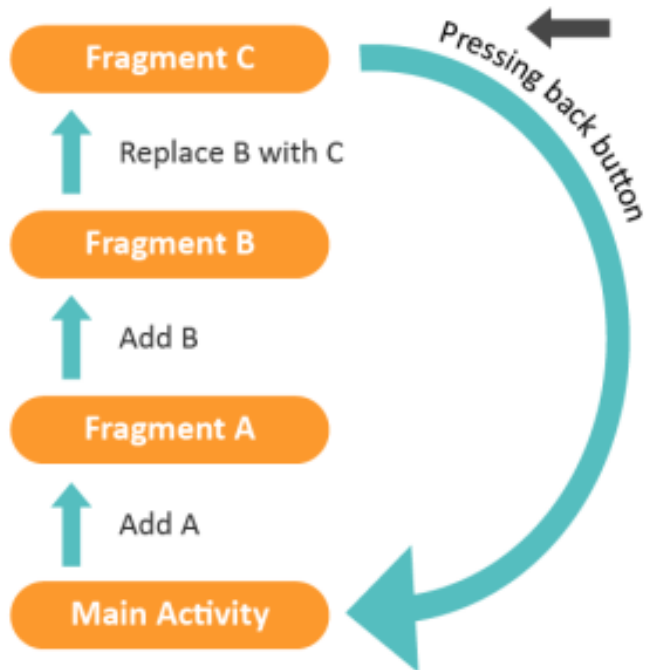 Fragment C
Pressing back button
Replace B with C
Fragment B
Add B
Fragment A
Add A
Main Activity